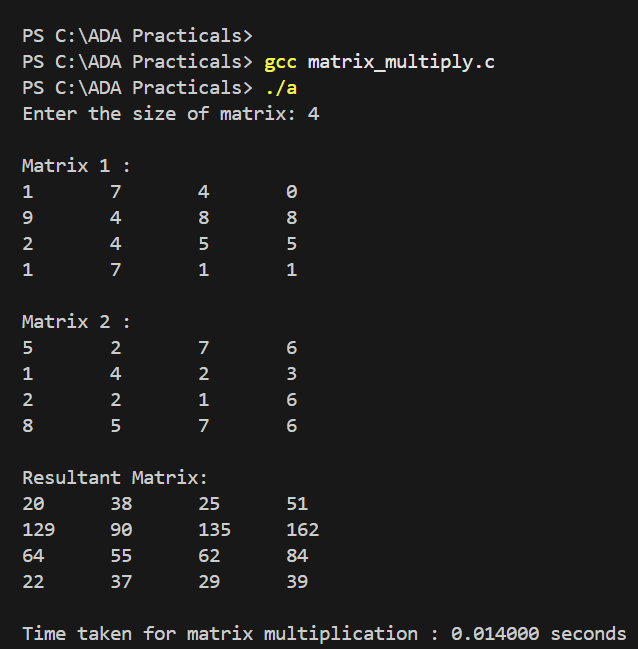 PS C:\ADA Practicals>
PS C:\ADA Practicals> gcc matrix_multiply.c
PS C:\ADA Practicals> ./a
Enter the size of matrix: 4
Matrix 1 :
1 7 4 0
9 4 8 8
2 4 5 5
1 7 1 1
Matrix 2 :
5 2 7 6
1 4 2 3
2 2 1 6
8 5 7 6
Resultant Matrix:
20 38 25 51
129 90 135 162
64 55 62 84
22 37 29 39
Time taken for matrix multiplication : 0.014000 seconds